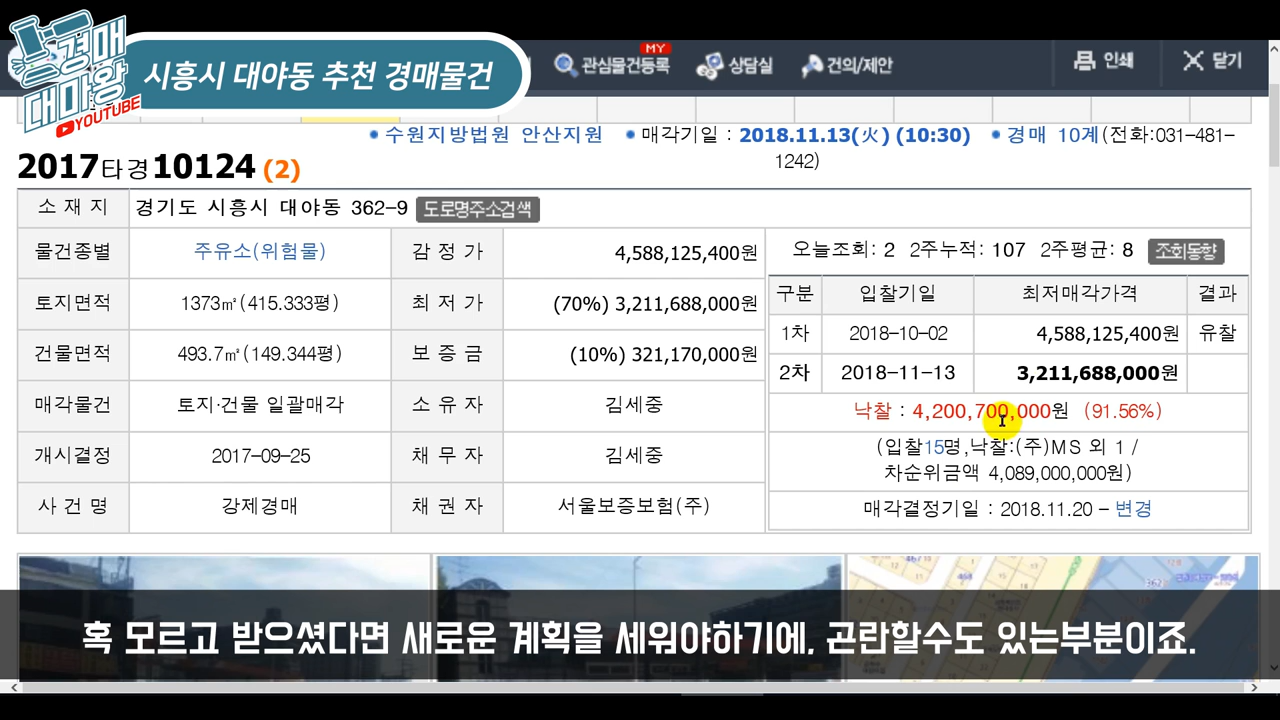 경매
대마왕
YOUTUBE
시흥시 대야동 추천 경매물건
MY
관심물건등록
상담실
건의/제안
인쇄
닫기
수원지방법원 안산지원 매각기일 : 2018.11.13(火) (10:30) 경매 10계(전화:031-481-
1242)
2017타경10124 (2)
소재지 경기도 시흥시 대야동 362-9 도로명주소검색
물건종별 주유소(위험물) 감정가 4,588,125,400원
토지면적 1373㎡(415.333평) 최저가 (70%) 3,211,688,000원
건물면적 493.7㎡(149.344평) 보증금 (10%) 321,170,000원
매각물건 토지·건물 일괄매각 소유자 김세중
개시결정 2017-09-25 채무자 김세중
사건명 강제경매 채권자 서울보증보험(주)
오늘조회: 2 2주누적: 107 2주평균: 8 조회동향
구분 입찰기일 최저매각가격 결과
1차 2018-10-02 4,588,125,400원 유찰
2차 2018-11-13 3,211,688,000원
낙찰 : 4,200,700,000원 (91.56%)
(입찰15명,낙찰:(주)MS 외 1 /
차순위금액 4,089,000,000원)
매각결정기일 : 2018.11.20 - 변경
362
혹 모르고 받으셨다면 새로운 계획을 세워야하기에, 곤란할수도 있는부분이죠.